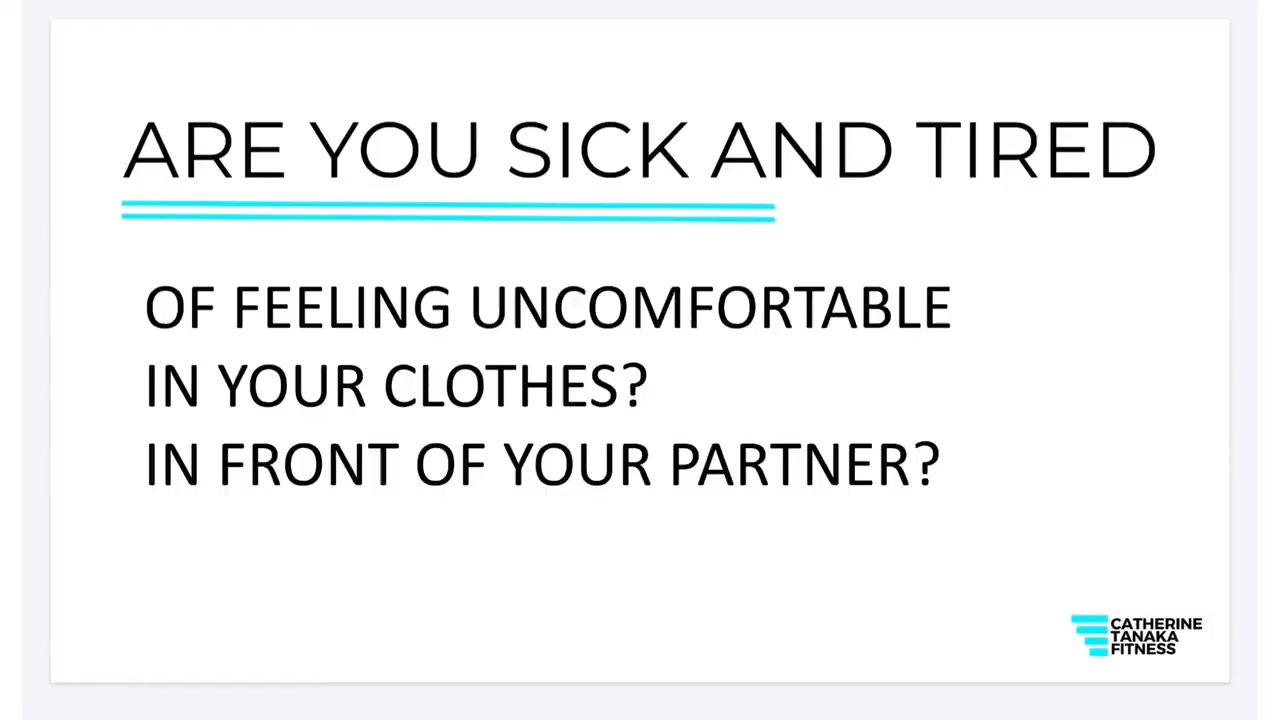 ARE YOU SICK AND TIRED
OF FEELING UNCOMFORTABLE
IN YOUR CLOTHES?
IN FRONT OF YOUR PARTNER?
CATHERINE
TANAKA
FITNESS